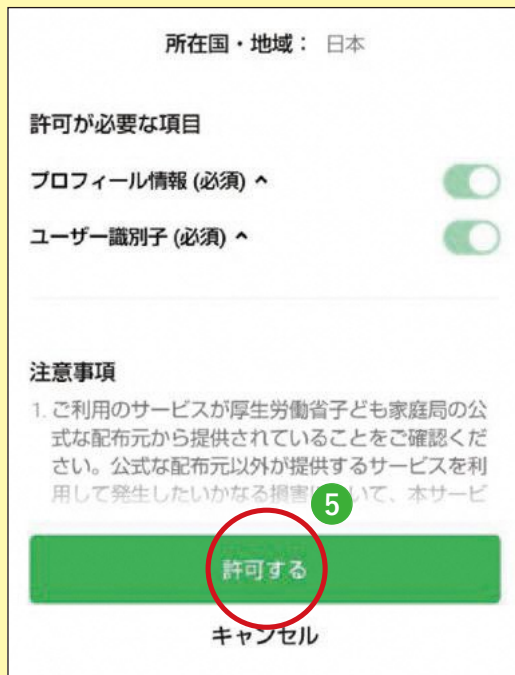 所在国・地域： 日本
許可が必要な項目
プロフィール情報 (必須) ^
ユーザー識別子 (必須) ^
注意事項
1. ご利用のサービスが厚生労働省子ども家庭局の公
式な配布元から提供されていることをご確認くだ
さい。公式な配布元以外が提供するサービスを利
用して発生したいかなる損害に
いて、本サービ
5
許可する
キャンセル